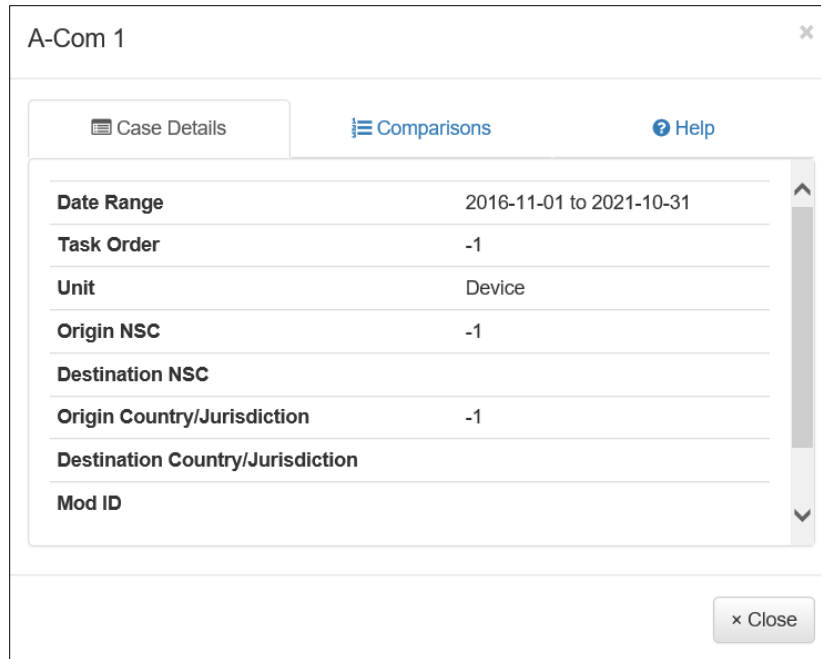 A-Com 1 ×
Case Details Comparisons Help
Date Range 2016-11-01 to 2021-10-31
Task Order -1
Unit Device
Origin NSC -1
Destination NSC
Origin Country/Jurisdiction -1
Destination Country/Jurisdiction
Mod ID
× Close